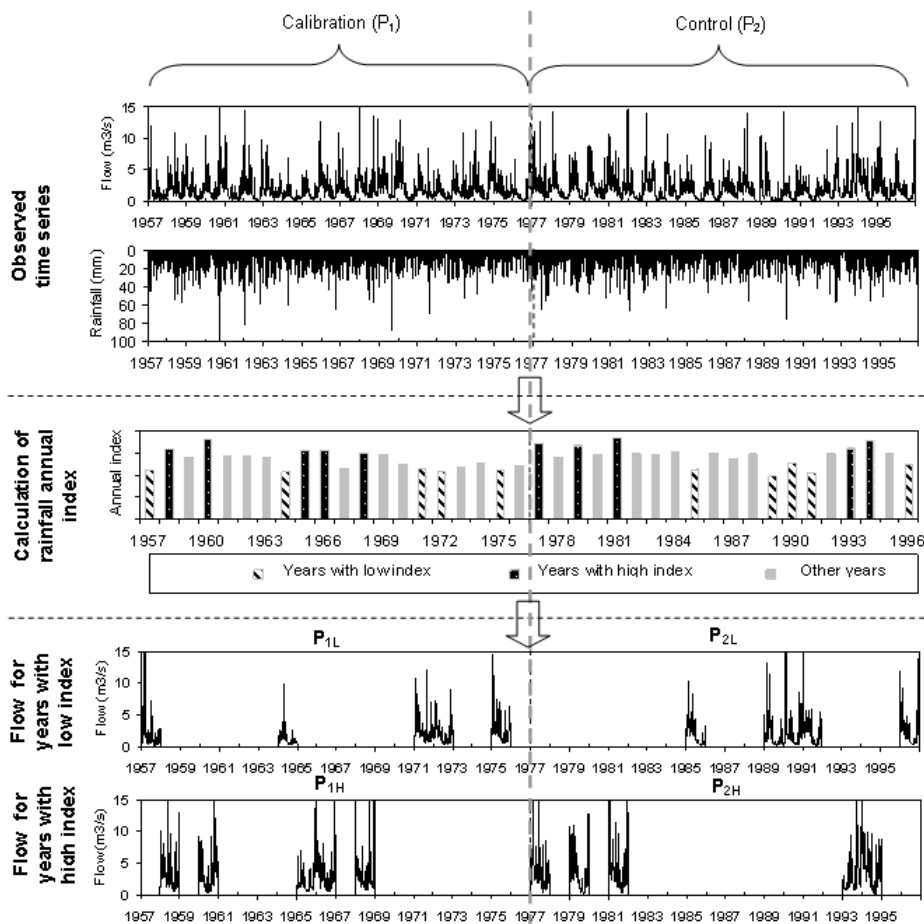 Calibration (P1)
Control (P2)
Observed time series
Flow (m3/s)
15
10
5
0
1957 1959 1961 1963 1965 1967 1969 1971 1973 1975 1977 1979 1981 1983 1985 1987 1989 1991 1993 1995
Rainfall (mm)
0
20
40
60
80
100
1957 1959 1961 1963 1965 1967 1969 1971 1973 1975 1977 1979 1981 1983 1985 1987 1989 1991 1993 1995
Calculation of rainfall annual index
Annual index
1957 1960 1963 1966 1969 1972 1975 1978 1981 1984 1987 1990 1993 1996
Years with low index
Years with high index
Other years
Flow for years with low index
P1L
P2L
Flow (m3/s)
15
10
5
0
1957 1959 1961 1963 1965 1967 1969 1971 1973 1975 1977 1979 1981 1983 1985 1987 1989 1991 1993 1995
Flow for years with high index
P1H
P2H
Flow (m3/s)
15
10
5
0
1957 1959 1961 1963 1965 1967 1969 1971 1973 1975 1977 1979 1981 1983 1985 1987 1989 1991 1993 1995